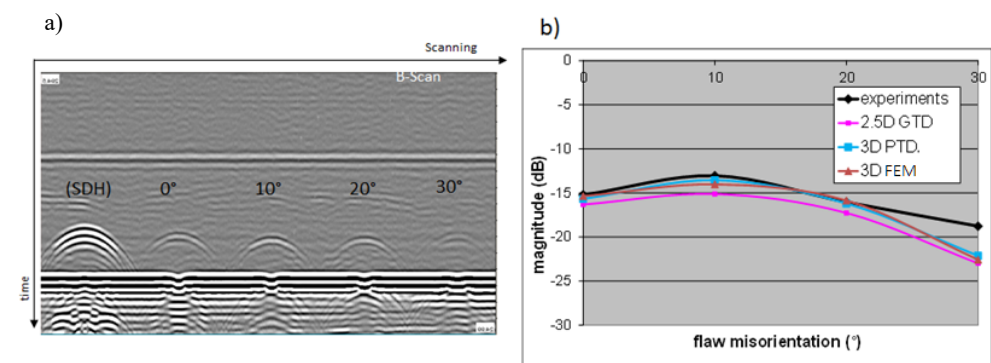 a)
Scanning
B-Scan
(SDH) 0° 10° 20° 30°
time
b)
0
-5
-10
-15
-20
-25
-30
0 10 20 30
experiments
2.5D GTD
3D PTD.
3D FEM
magnitude (dB)
flaw misorientation (°)